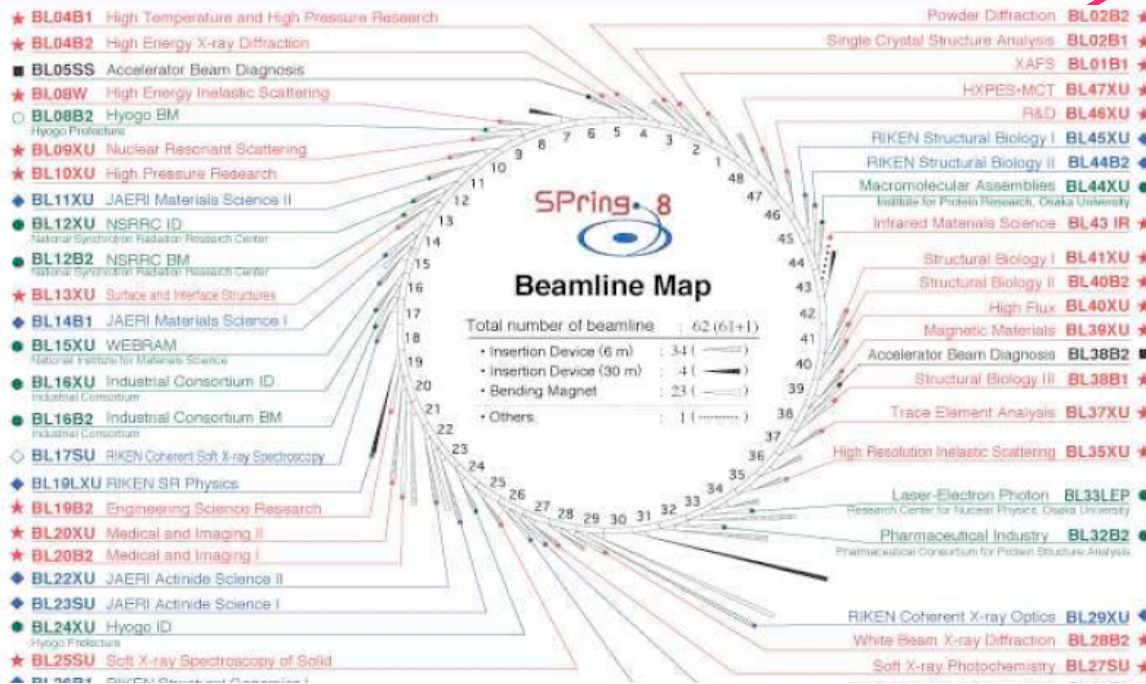 BL04B1 High Temperature and High Pressure Research
BL04B2 High Energy X-ray Diffraction
BL05SS Accelerator Beam Diagnosis
BL08W High Energy Inelastic Scattering
BL08B2 Hyogo BM
Hyogo Prefecture
BL09XU Nuclear Resonant Scattering
BL10XU High Pressure Research
BL11XU JAERI Materials Science II
BL12XU NSRRC ID
National Synchrotron Radiation Research Center
BL12B2 NSRRC BM
National Synchrotron Radiation Research Center
BL13XU Surface and Interface Structures
BL14B1 JAERI Materials Science I
BL15XU WEBRAM
National Institute for Materials Science
BL16XU Industrial Consortium ID
Industrial Consortium
BL16B2 Industrial Consortium BM
Industrial Consortium
BL17SU RIKEN Coherent Soft X-ray Spectroscopy
BL19LXU RIKEN SR Physics
BL19B2 Engineering Science Research
BL20XU Medical and Imaging II
BL20B2 Medical and Imaging I
BL22XU JAERI Actinide Science II
BL23SU JAERI Actinide Science I
BL24XU Hyogo ID
Hyogo Prefecture
BL25SU Soft X-ray Spectroscopy of Solid
BL26B1 RIKEN Structural Genomics I
SPring-8
Beamline Map
Total number of beamline : 62 (61+1)
• Insertion Device (6 m) : 34 ( )
• Insertion Device (30 m) : 4 ( )
• Bending Magnet : 23 ( )
• Others : 1 ( )
1
2
3
4
5
6
7
8
9
10
11
12
13
14
15
16
17
18
19
20
21
22
23
24
25
26
27
28
29
30
31
32
33
34
35
36
37
38
39
40
41
42
43
44
45
46
47
48
Powder Diffraction BL02B2
Single Crystal Structure Analysis BL02B1
XAFS BL01B1
HXPES•MCT BL47XU
R&D BL46XU
RIKEN Structural Biology I BL45XU
RIKEN Structural Biology II BL44B2
Macromolecular Assemblies BL44XU
Institute for Protein Research, Osaka University
Infrared Materials Science BL43 IR
Structural Biology I BL41XU
Structural Biology II BL40B2
High Flux BL40XU
Magnetic Materials BL39XU
Accelerator Beam Diagnosis BL38B2
Structural Biology III BL38B1
Trace Element Analysis BL37XU
High Resolution Inelastic Scattering BL35XU
Laser-Electron Photon BL33LEP
Research Center for Nuclear Physics, Osaka University
Pharmaceutical Industry BL32B2
Pharmaceutical Consortium for Protein Structure Analysis
RIKEN Coherent X-ray Optics BL29XU
White Beam X-ray Diffraction BL28B2
Soft X-ray Photochemistry BL27SU